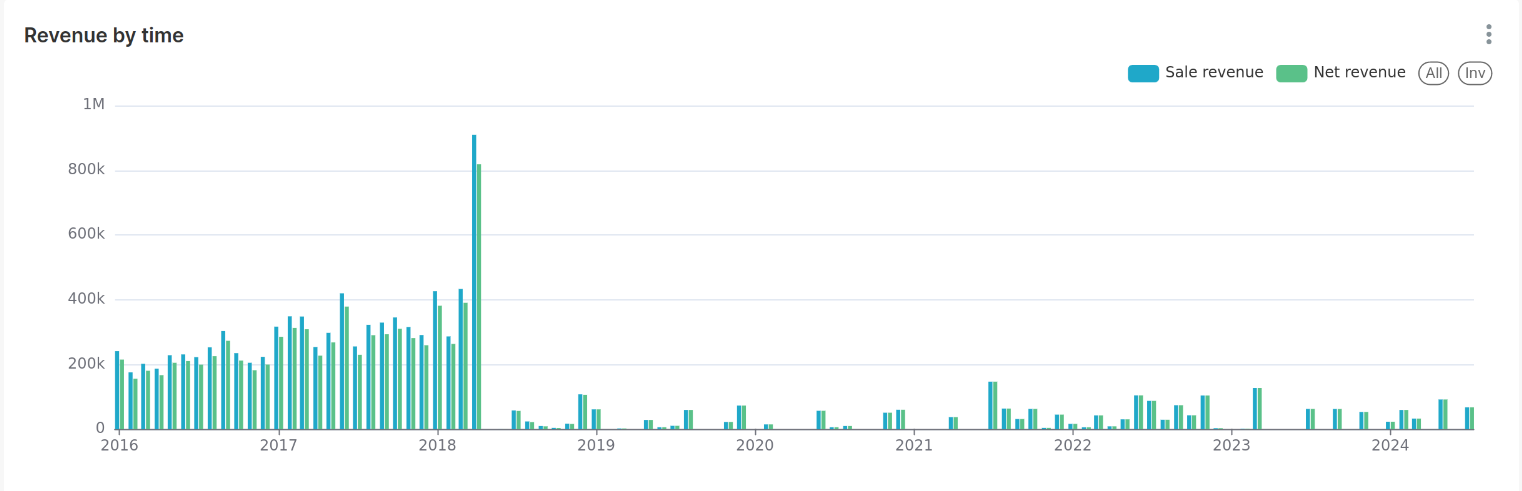 Revenue by time
Sale revenue Net revenue All Inv
1M
800k
600k
400k
200k
0
2016 2017 2018 2019 2020 2021 2022 2023 2024